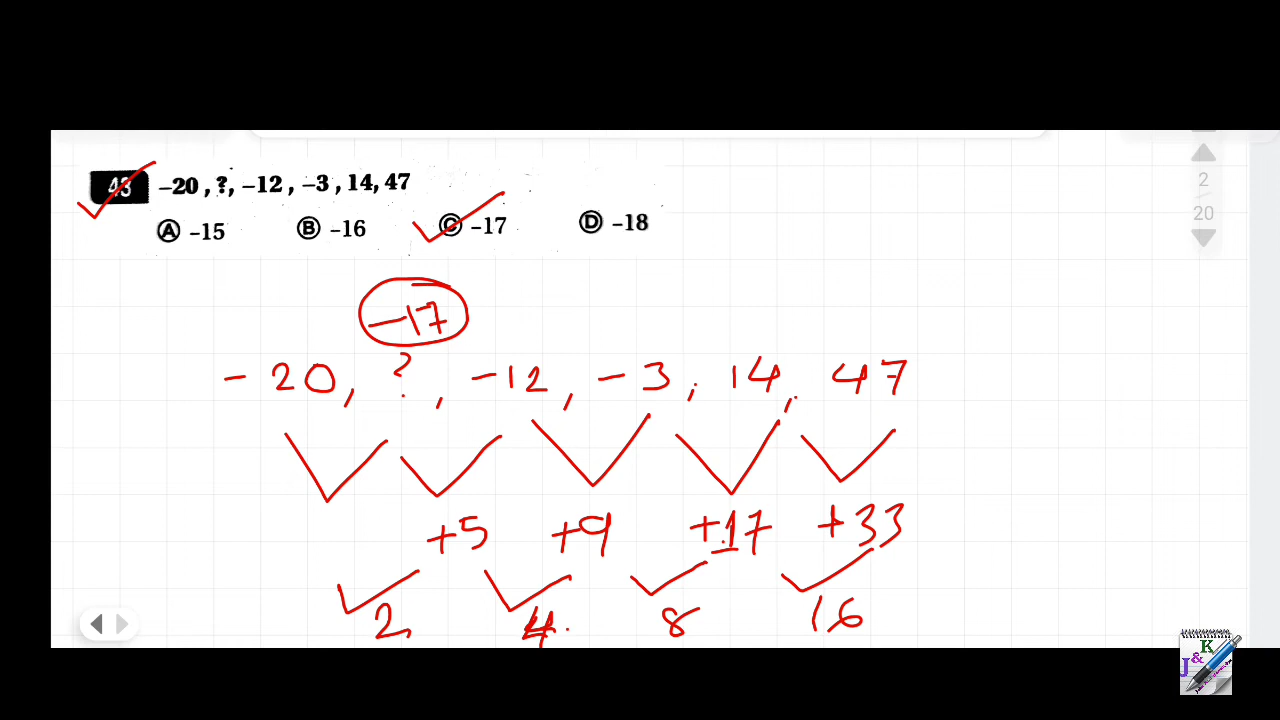 43 -20 , ?, -12 , -3 , 14, 47
Ⓐ -15 Ⓑ -16 Ⓒ -17 Ⓓ -18
2
20
-17
- 20, ?, -12, -3, 14, 47
+5 +9 +17 +33
2 4 8 16
J&K